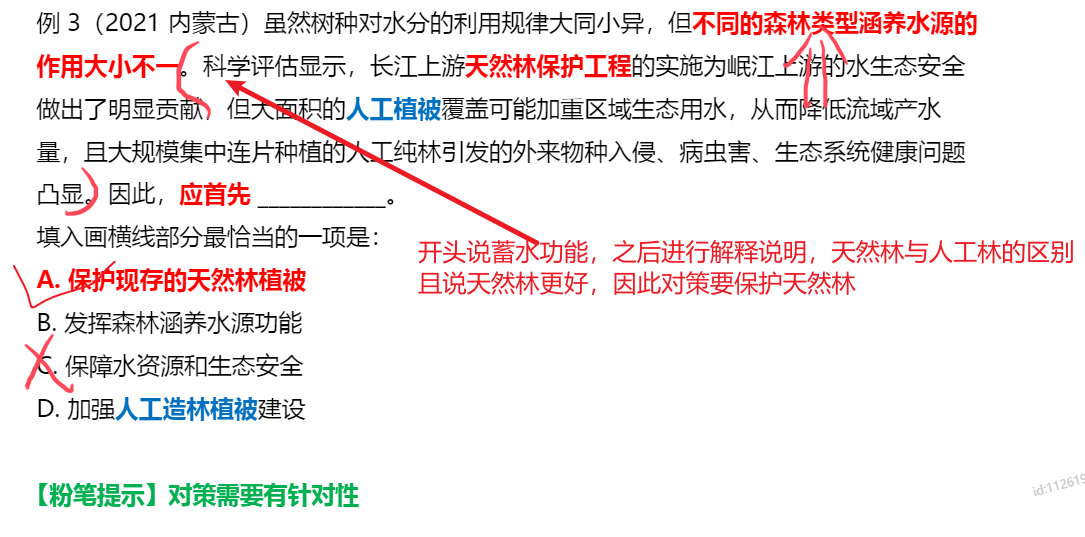 例 3（2021 内蒙古）虽然树种对水分的利用规律大同小异，但不同的森林类型涵养水源的
作用大小不一。科学评估显示，长江上游天然林保护工程的实施为岷江上游的水生态安全
做出了明显贡献，但大面积的人工植被覆盖可能加重区域生态用水，从而降低流域产水
量，且大规模集中连片种植的人工纯林引发的外来物种入侵、病虫害、生态系统健康问题
凸显。因此，应首先 ____________。
填入画横线部分最恰当的一项是：
开头说蓄水功能，之后进行解释说明，天然林与人工林的区别
且说天然林更好，因此对策要保护天然林
A. 保护现存的天然林植被
B. 发挥森林涵养水源功能
C. 保障水资源和生态安全
D. 加强人工造林植被建设
【粉笔提示】对策需要有针对性
id:112619